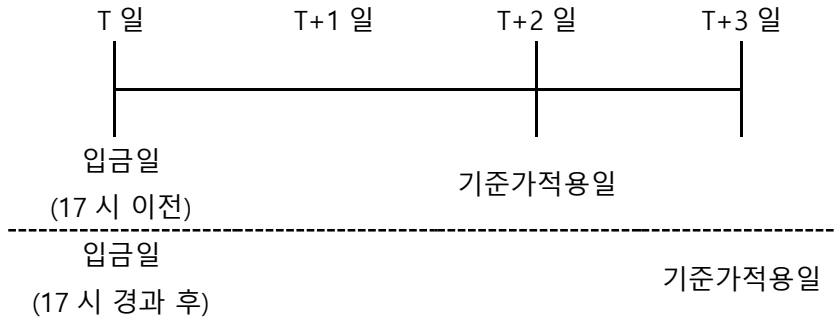 T 일 T+1 일 T+2 일 T+3 일
입금일
(17 시 이전)
기준가적용일
입금일
(17 시 경과 후)
기준가적용일